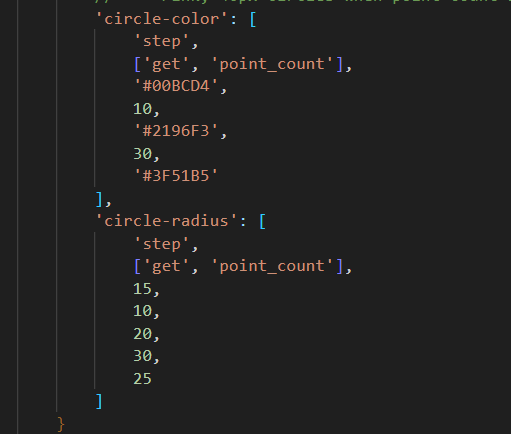 'circle-color': [
'step',
['get', 'point_count'],
'#00BCD4',
10,
'#2196F3',
30,
'#3F51B5'
],
'circle-radius': [
'step',
['get', 'point_count'],
15,
10,
20,
30,
25
]
}